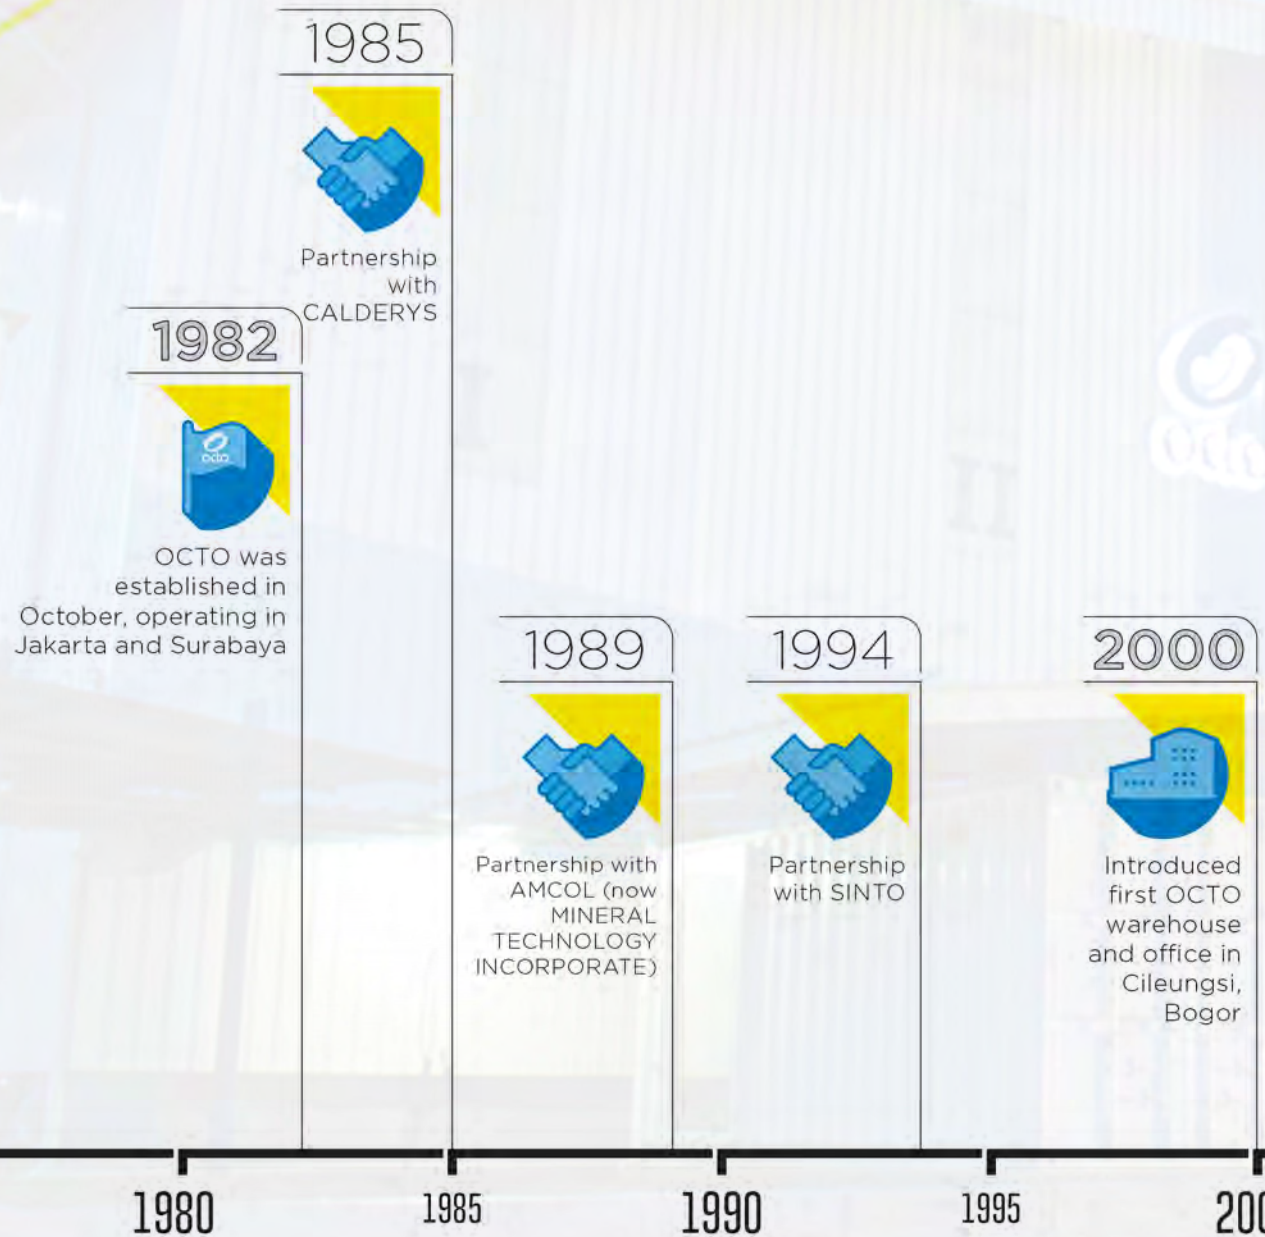 1985
Partnership
with
CALDERYS
1982
octo
OCTO was
established in
October, operating in
Jakarta and Surabaya
1989
Partnership with
AMCOL (now
MINERAL
TECHNOLOGY
INCORPORATE)
1994
Partnership
with SINTO
2000
Introduced
first OCTO
warehouse
and office in
Cileungsi,
Bogor
octo
1980
1985
1990
1995